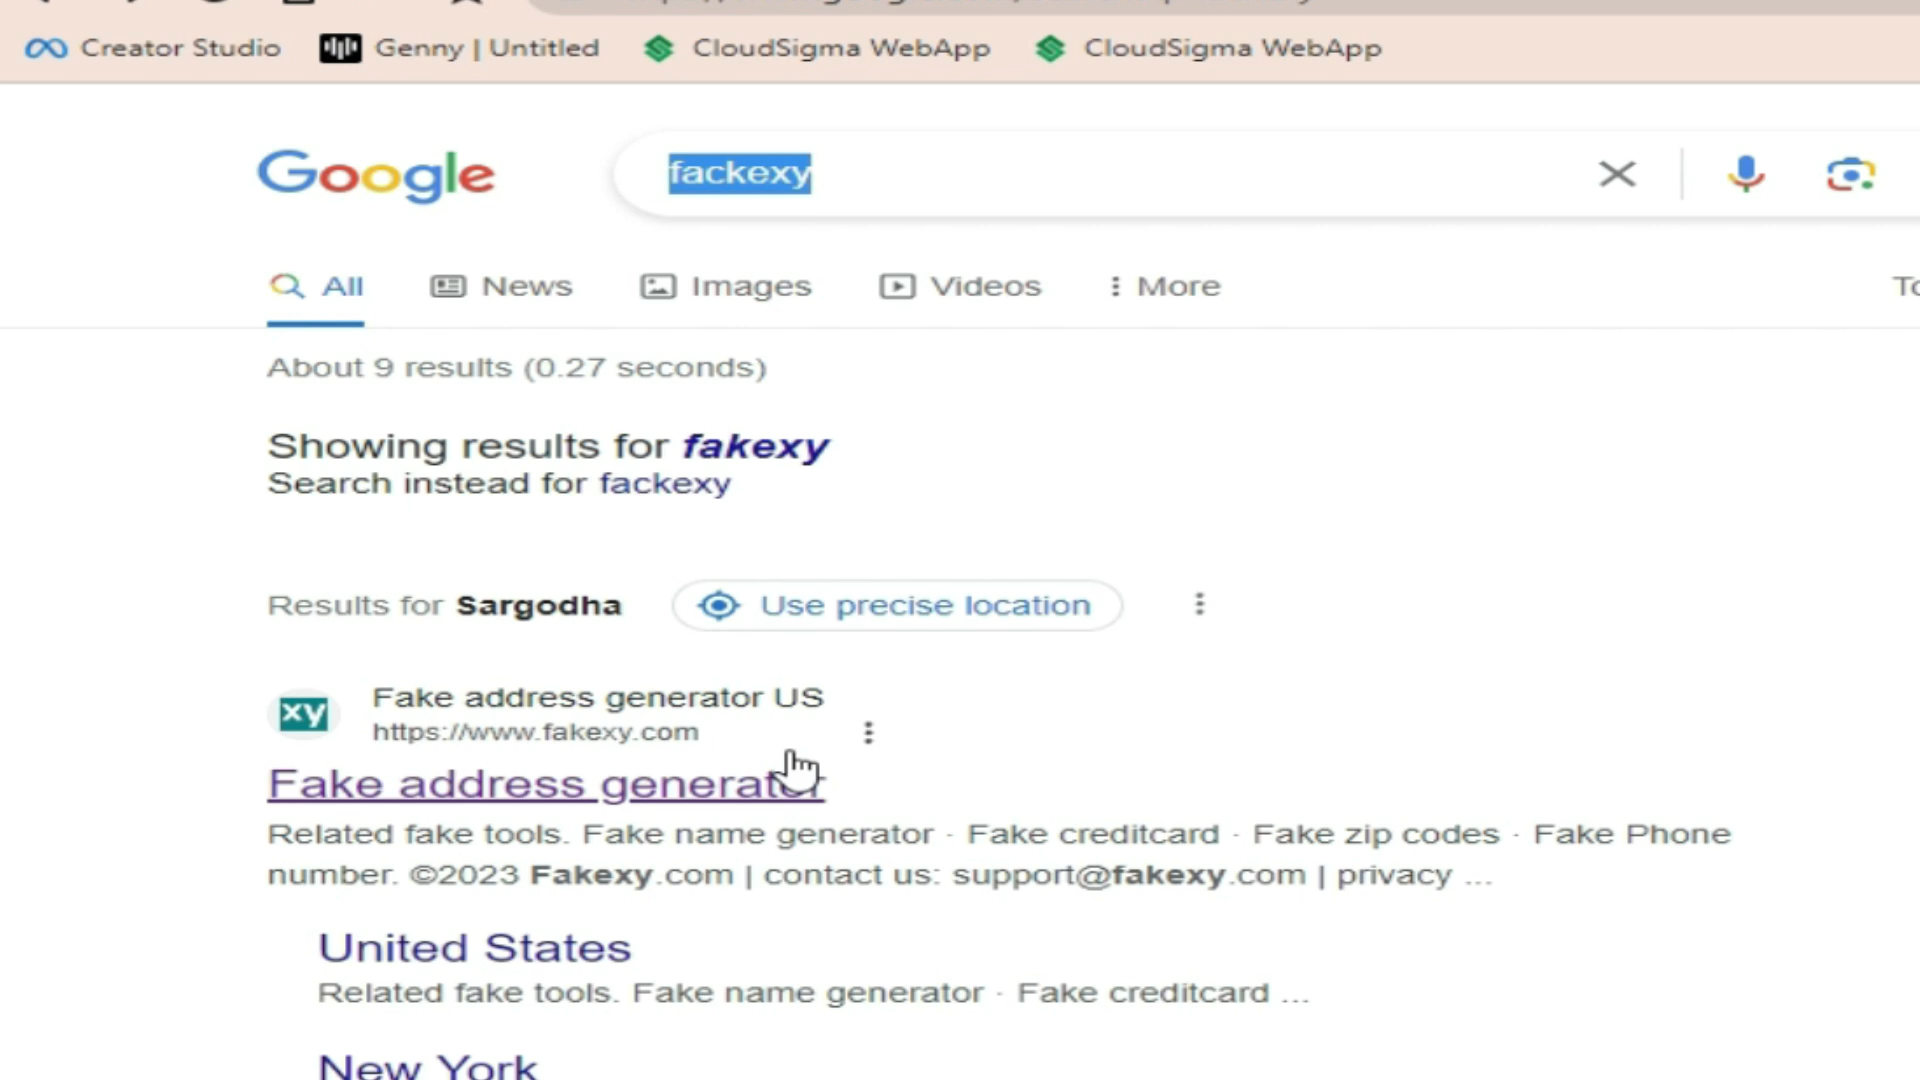 Creator Studio Genny | Untitled CloudSigma WebApp CloudSigma WebApp
Google fackexy
All News Images Videos More
About 9 results (0.27 seconds)
Showing results for fakexy
Search instead for fackexy
Results for Sargodha Use precise location
xy Fake address generator US
https://www.fakexy.com
Fake address generator
Related fake tools. Fake name generator · Fake creditcard · Fake zip codes · Fake Phone
number. ©2023 Fakexy.com | contact us: support@fakexy.com | privacy ...
United States
Related fake tools. Fake name generator · Fake creditcard ...
New York